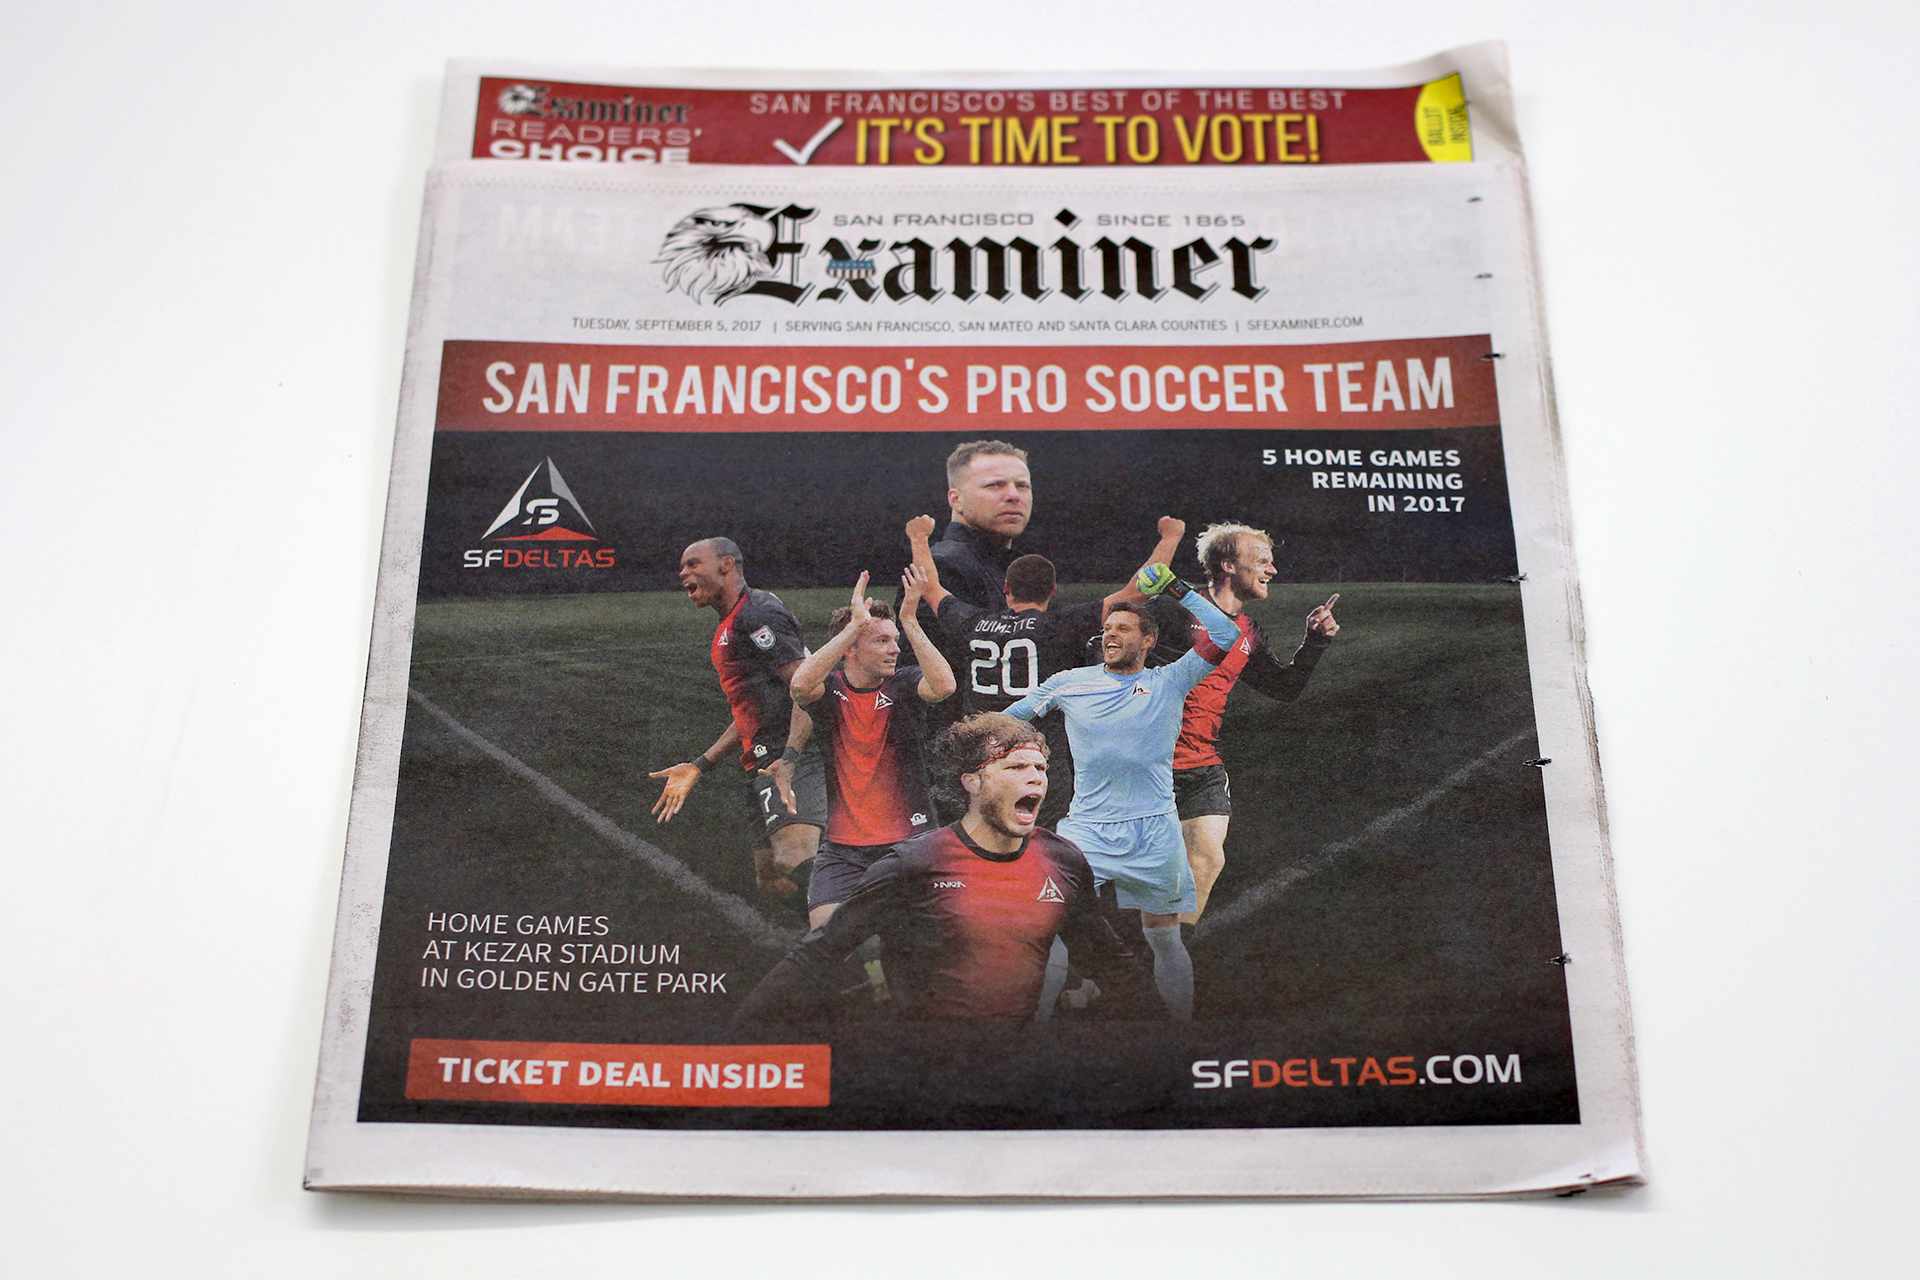 Examiner
READERS'
CHOICE
SAN FRANCISCO'S BEST OF THE BEST
IT'S TIME TO VOTE!
BALLOT
INSIDE
SAN FRANCISCO ◆ SINCE 1865
Examiner
TUESDAY, SEPTEMBER 5, 2017 | SERVING SAN FRANCISCO, SAN MATEO AND SANTA CLARA COUNTIES | SFEXAMINER.COM
SAN FRANCISCO'S PRO SOCCER TEAM
S
SFDELTAS
5 HOME GAMES
REMAINING
IN 2017
OUIMETTE
20
7
INARIA
HOME GAMES
AT KEZAR STADIUM
IN GOLDEN GATE PARK
TICKET DEAL INSIDE
SFDELTAS.COM